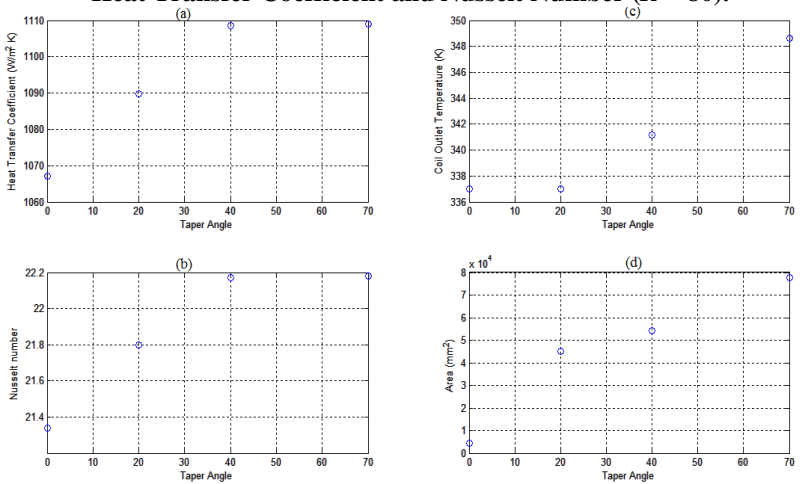 Heat Transfer Coefficient and Nusselt Number
(a)
1110
1100
1090
1080
1070
1060
Heat Transfer Coefficient (W/m² K)
0 10 20 30 40 50 60 70
Taper Angle
(c)
350
348
346
344
342
340
338
336
Coil Outlet Temperature (K)
0 10 20 30 40 50 60 70
Taper Angle
(b)
22.2
22
21.8
21.6
21.4
Nusselt number
0 10 20 30 40 50 60 70
Taper Angle
(d)
x 10⁴
8
7
6
5
4
3
2
1
0
Area (mm²)
0 10 20 30 40 50 60 70
Taper Angle